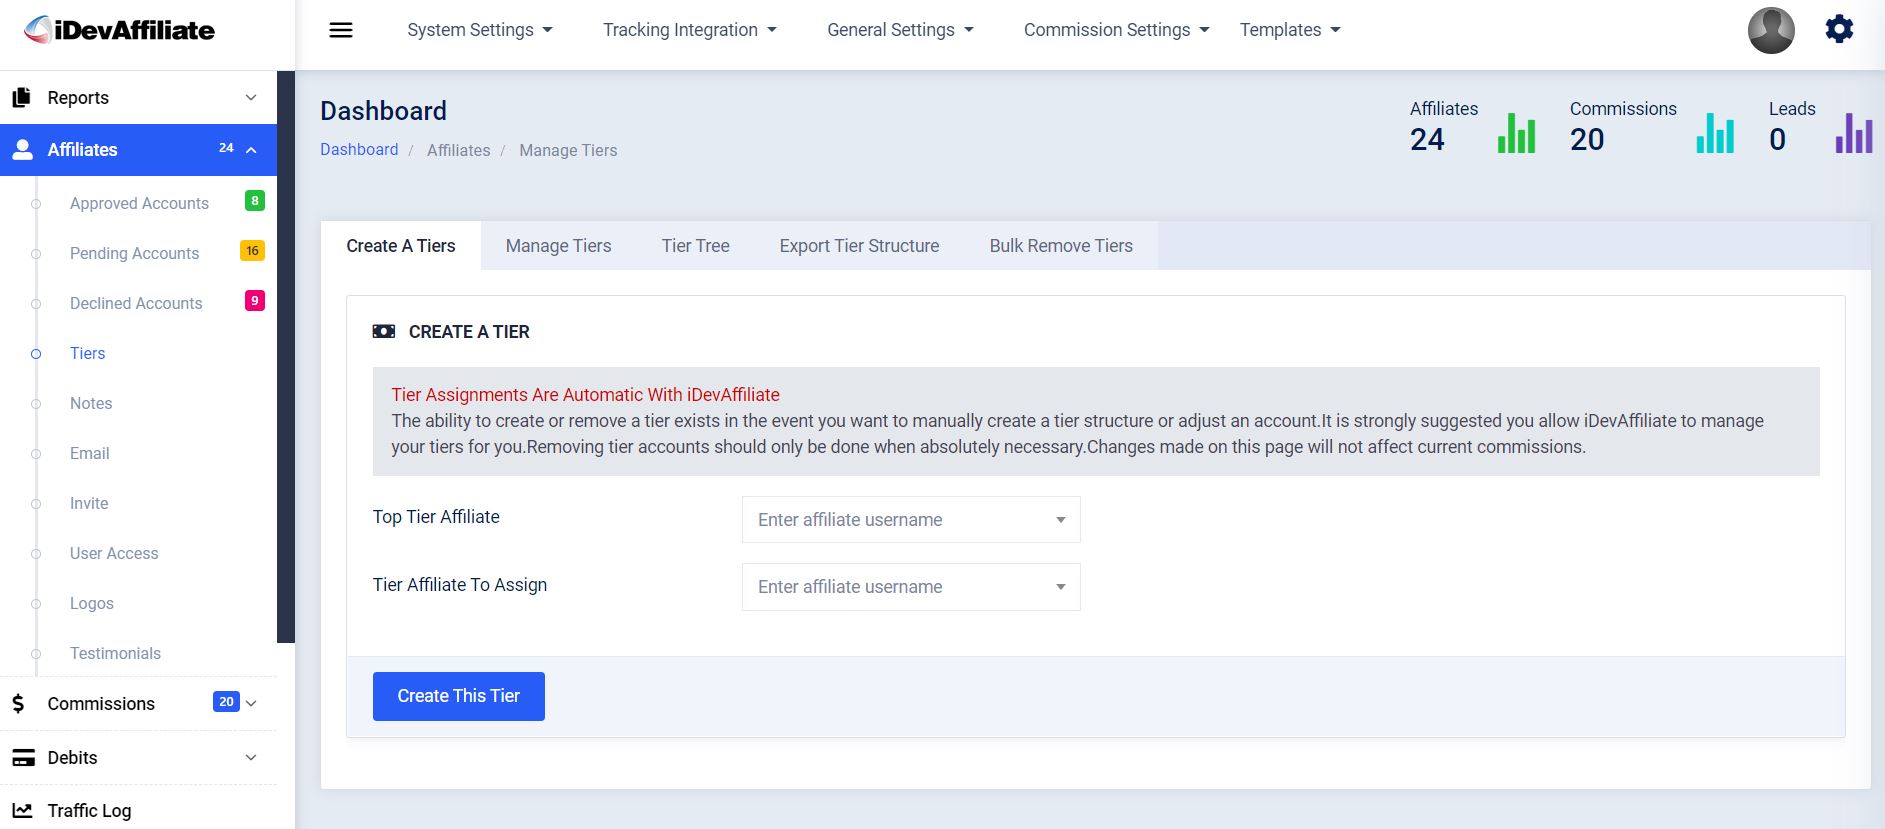 iDevAffiliate
System Settings
Tracking Integration
General Settings
Commission Settings
Templates
Reports
Affiliates 24
Approved Accounts 8
Pending Accounts 16
Declined Accounts 9
Tiers
Notes
Email
Invite
User Access
Logos
Testimonials
Commissions 20
Debits
Traffic Log
Dashboard
Dashboard / Affiliates / Manage Tiers
Affiliates
24
Commissions
20
Leads
0
Create A Tiers
Manage Tiers
Tier Tree
Export Tier Structure
Bulk Remove Tiers
CREATE A TIER
Tier Assignments Are Automatic With iDevAffiliate
The ability to create or remove a tier exists in the event you want to manually create a tier structure or adjust an account.It is strongly suggested you allow iDevAffiliate to manage
your tiers for you.Removing tier accounts should only be done when absolutely necessary.Changes made on this page will not affect current commissions.
Top Tier Affiliate
Enter affiliate username
Tier Affiliate To Assign
Enter affiliate username
Create This Tier